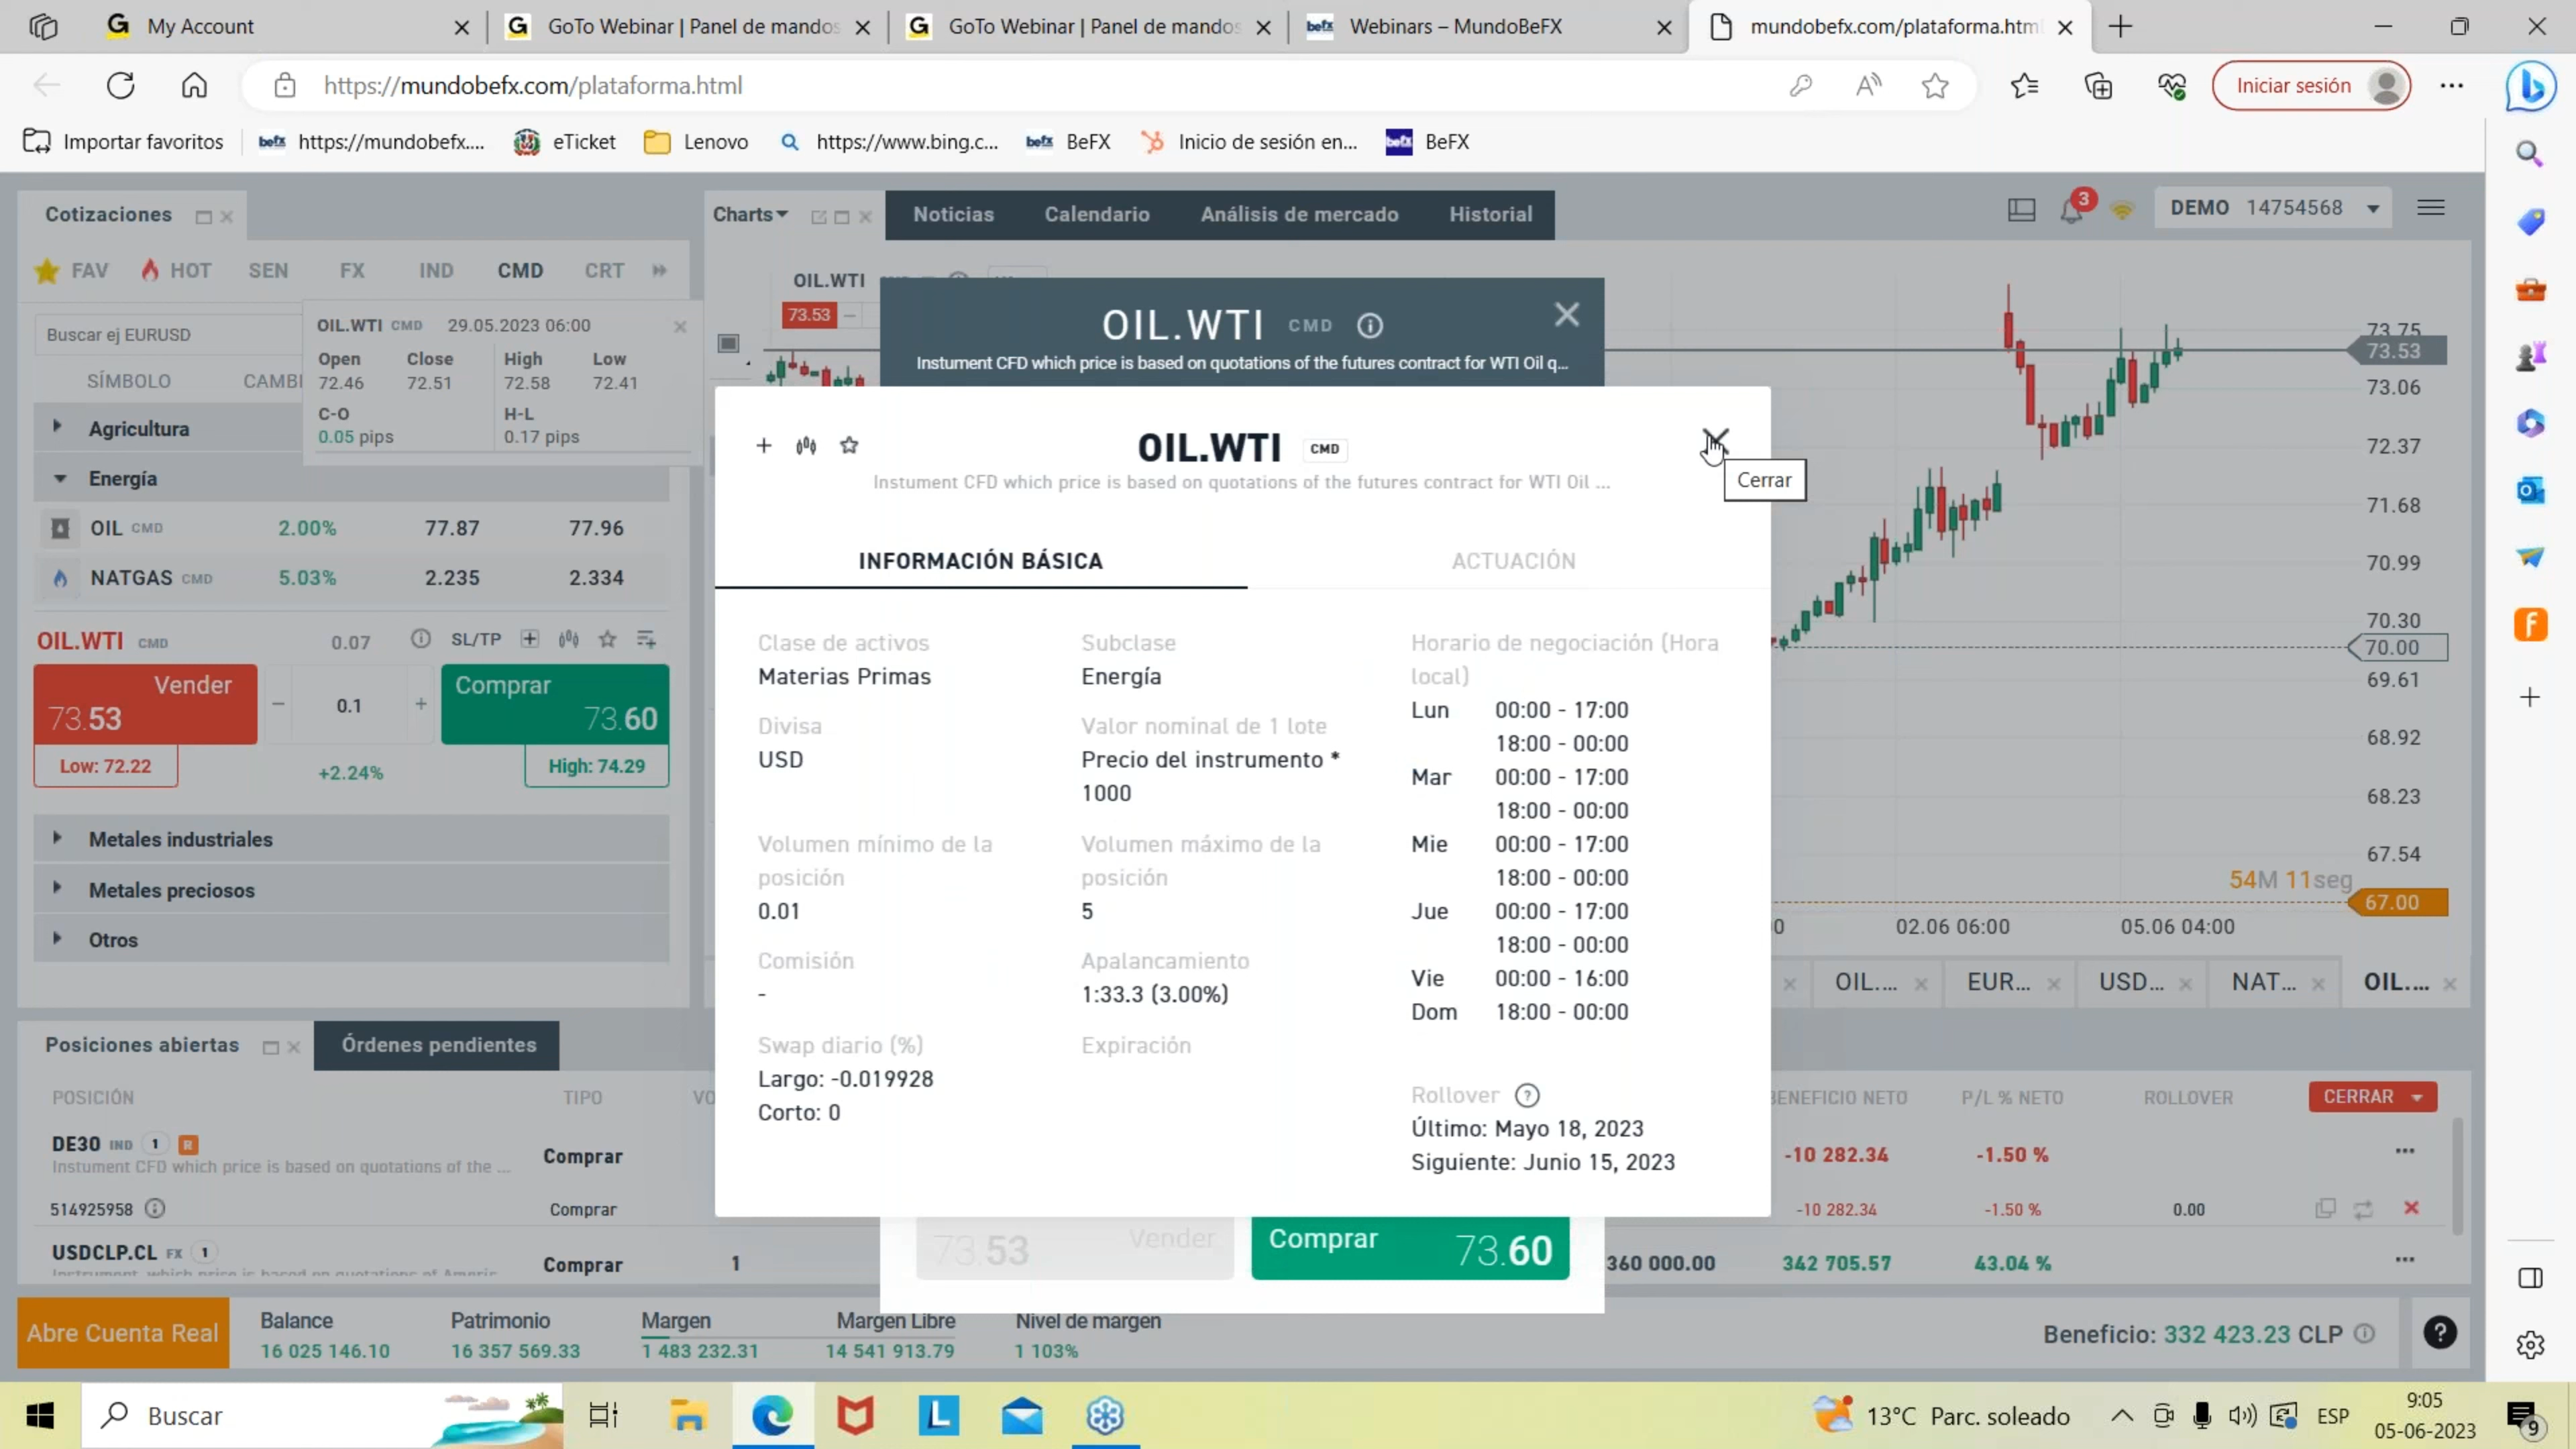 My Account
GoTo Webinar | Panel de mandos
GoTo Webinar | Panel de mandos
befx Webinars – MundoBeFX
mundobefx.com/plataforma.html
https://mundobefx.com/plataforma.html
Iniciar sesión
Importar favoritos
befx https://mundobefx....
eTicket
Lenovo
https://www.bing.c...
befx BeFX
Inicio de sesión en...
befx BeFX
Cotizaciones
Charts
Noticias
Calendario
Análisis de mercado
Historial
3
DEMO 14754568
FAV HOT SEN FX IND CMD CRT
Buscar ej EURUSD
SÍMBOLO CAMBI
OIL.WTI CMD 29.05.2023 06:00
Open Close High Low
72.46 72.51 72.58 72.41
C-O H-L
0.05 pips 0.17 pips
Agricultura
Energía
OIL CMD 2.00% 77.87 77.96
NATGAS CMD 5.03% 2.235 2.334
OIL.WTI CMD 0.07 SL/TP
Vender
73.53
0.1
Comprar
73.60
Low: 72.22
+2.24%
High: 74.29
Metales industriales
Metales preciosos
Otros
OIL.WTI
73.53
OIL.WTI CMD
Instument CFD which price is based on quotations of the futures contract for WTI Oil q...
OIL.WTI CMD
Instument CFD which price is based on quotations of the futures contract for WTI Oil ...
Cerrar
INFORMACIÓN BÁSICA
ACTUACIÓN
Clase de activos
Materias Primas
Subclase
Energía
Divisa
USD
Valor nominal de 1 lote
Precio del instrumento *
1000
Volumen mínimo de la
posición
0.01
Volumen máximo de la
posición
5
Comisión
-
Apalancamiento
1:33.3 (3.00%)
Swap diario (%)
Largo: -0.019928
Corto: 0
Expiración
Horario de negociación (Hora
local)
Lun 00:00 - 17:00
18:00 - 00:00
Mar 00:00 - 17:00
18:00 - 00:00
Mie 00:00 - 17:00
18:00 - 00:00
Jue 00:00 - 17:00
18:00 - 00:00
Vie 00:00 - 16:00
Dom 18:00 - 00:00
Rollover
Último: Mayo 18, 2023
Siguiente: Junio 15, 2023
73.53 Vender
Comprar 73.60
73.75
73.53
73.06
72.37
71.68
70.99
70.30
70.00
69.61
68.92
68.23
67.54
54M 11seg
67.00
0 02.06 06:00 05.06 04:00
OIL.... EUR... USD... NAT... OIL....
Posiciones abiertas
Órdenes pendientes
POSICIÓN TIPO VO
BENEFICIO NETO P/L % NETO ROLLOVER CERRAR
DE30 IND 1 R
Instument CFD which price is based on quotations of the ...
Comprar
-10 282.34 -1.50 %
514925958 Comprar -10 282.34 -1.50 % 0.00
USDCLP.CL FX 1
Comprar 1 360 000.00 342 705.57 43.04 %
Instrument, which price is based on quotations of Americ...
Abre Cuenta Real
Balance
16 025 146.10
Patrimonio
16 357 569.33
Margen
1 483 232.31
Margen Libre
14 541 913.79
Nivel de margen
1 103%
Beneficio: 332 423.23 CLP
Buscar
13°C Parc. soleado
ESP
9:05
05-06-2023
9